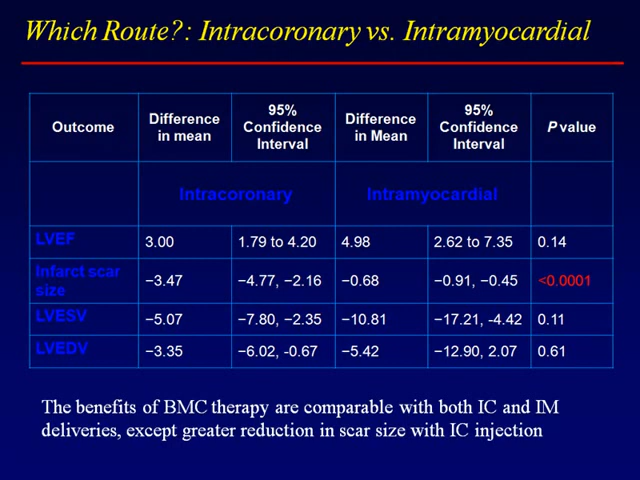 Which Route?: Intracoronary vs. Intramyocardial
Outcome Difference in mean 95% Confidence Interval Difference in Mean 95% Confidence Interval P value
Intracoronary Intramyocardial
LVEF 3.00 1.79 to 4.20 4.98 2.62 to 7.35 0.14
Infarct scar size −3.47 −4.77, −2.16 −0.68 −0.91, −0.45 <0.0001
LVESV −5.07 −7.80, −2.35 −10.81 −17.21, -4.42 0.11
LVEDV −3.35 −6.02, -0.67 −5.42 −12.90, 2.07 0.61
The benefits of BMC therapy are comparable with both IC and IM
deliveries, except greater reduction in scar size with IC injection